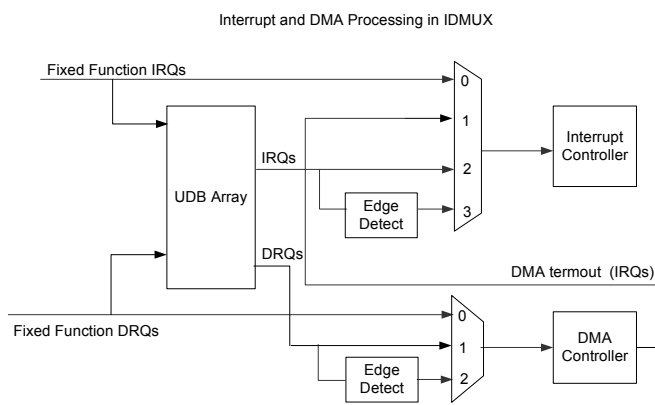 Interrupt and DMA Processing in IDMUX
Fixed Function IRQs
0
1
Interrupt
Controller
IRQs
2
UDB Array
Edge
Detect
3
DRQs
DMA termout (IRQs)
0
Fixed Function DRQs
1
DMA
Controller
Edge
Detect
2